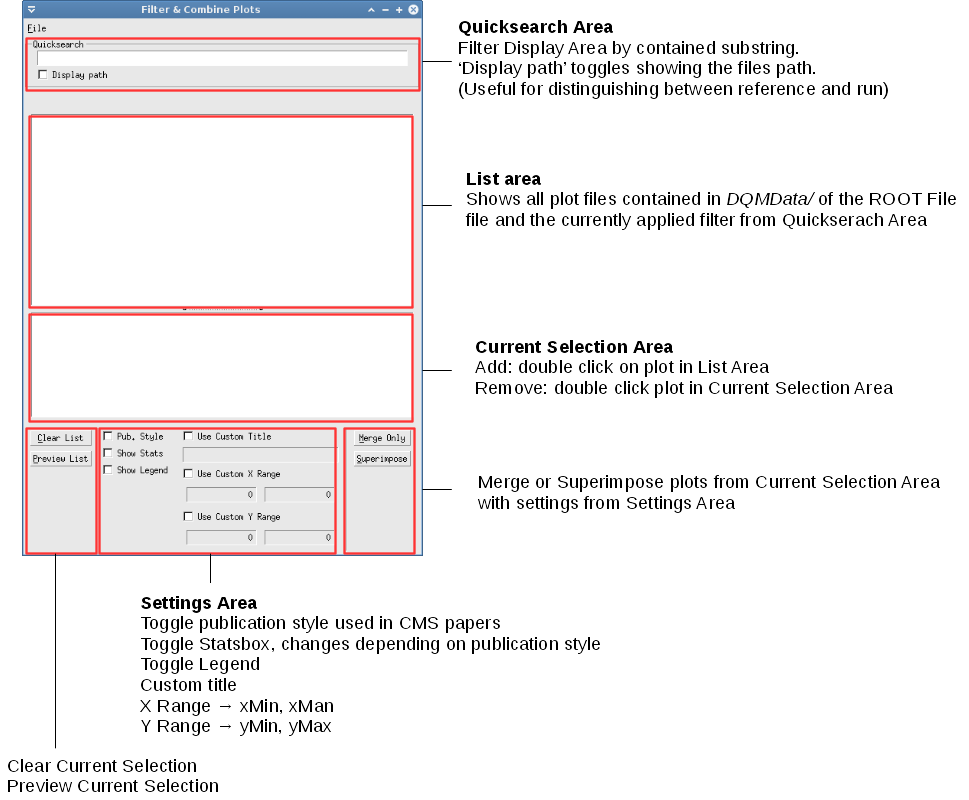 Filter & Combine Plots
File
Quicksearch
Display path
Quicksearch Area
Filter Display Area by contained substring.
‘Display path’ toggles showing the files path.
(Useful for distinguishing between reference and run)
List area
Shows all plot files contained in DQMData/ of the ROOT File
file and the currently applied filter from Quickserach Area
Current Selection Area
Add: double click on plot in List Area
Remove: double click plot in Current Selection Area
Clear List
Preview List
Pub. Style
Show Stats
Show Legend
Use Custom Title
Use Custom X Range
0 0
Use Custom Y Range
0 0
Merge Only
Superimpose
Merge or Superimpose plots from Current Selection Area
with settings from Settings Area
Settings Area
Toggle publication style used in CMS papers
Toggle Statsbox, changes depending on publication style
Toggle Legend
Custom title
X Range → xMin, xMan
Y Range → yMin, yMax
Clear Current Selection
Preview Current Selection